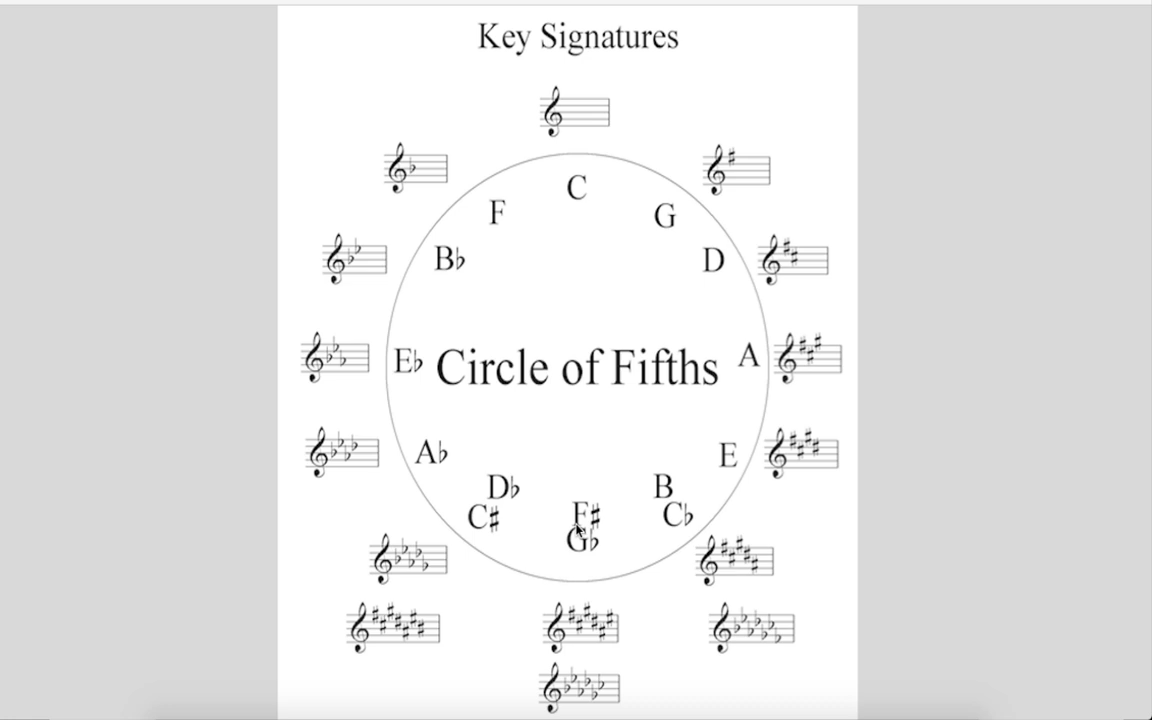 Key Signatures
C
F
G
B♭
D
E♭
Circle of Fifths
A
A♭
E
D♭
B
C♯
F♯
C♭
G♭